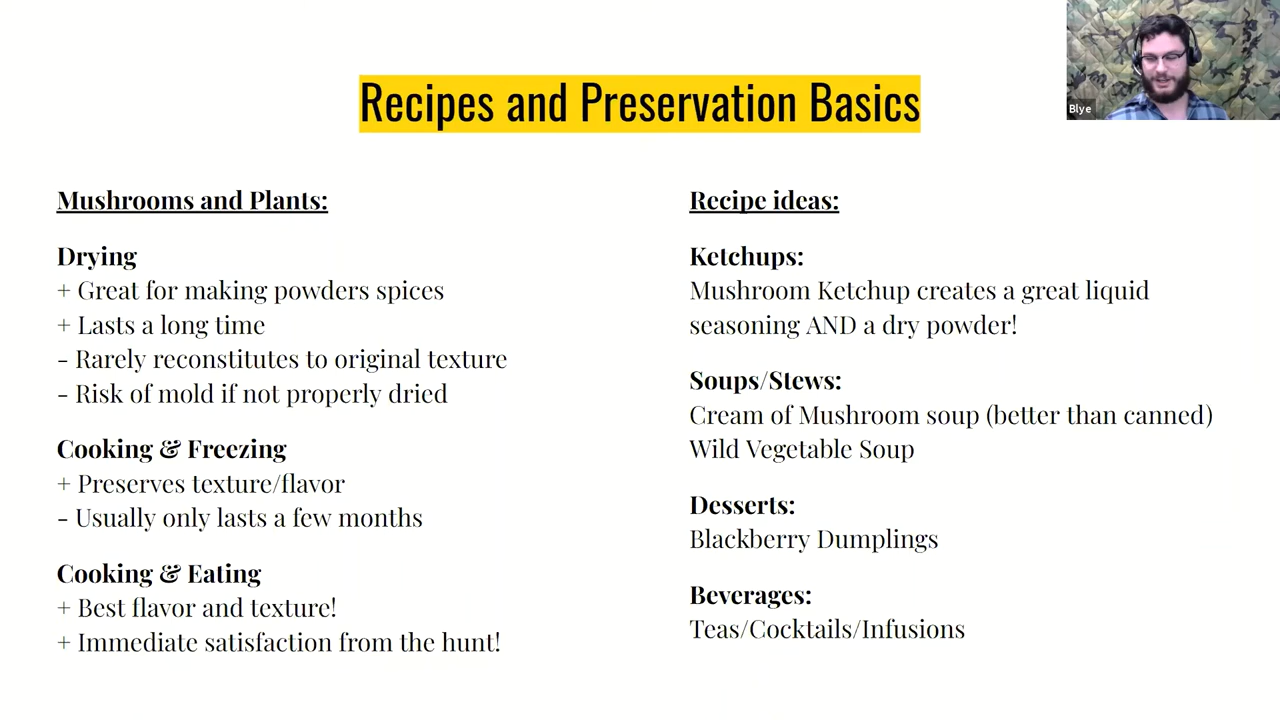 Recipes and Preservation Basics
Blye
Mushrooms and Plants:
Drying
+ Great for making powders spices
+ Lasts a long time
- Rarely reconstitutes to original texture
- Risk of mold if not properly dried
Cooking & Freezing
+ Preserves texture/flavor
- Usually only lasts a few months
Cooking & Eating
+ Best flavor and texture!
+ Immediate satisfaction from the hunt!
Recipe ideas:
Ketchups:
Mushroom Ketchup creates a great liquid
seasoning AND a dry powder!
Soups/Stews:
Cream of Mushroom soup (better than canned)
Wild Vegetable Soup
Desserts:
Blackberry Dumplings
Beverages:
Teas/Cocktails/Infusions